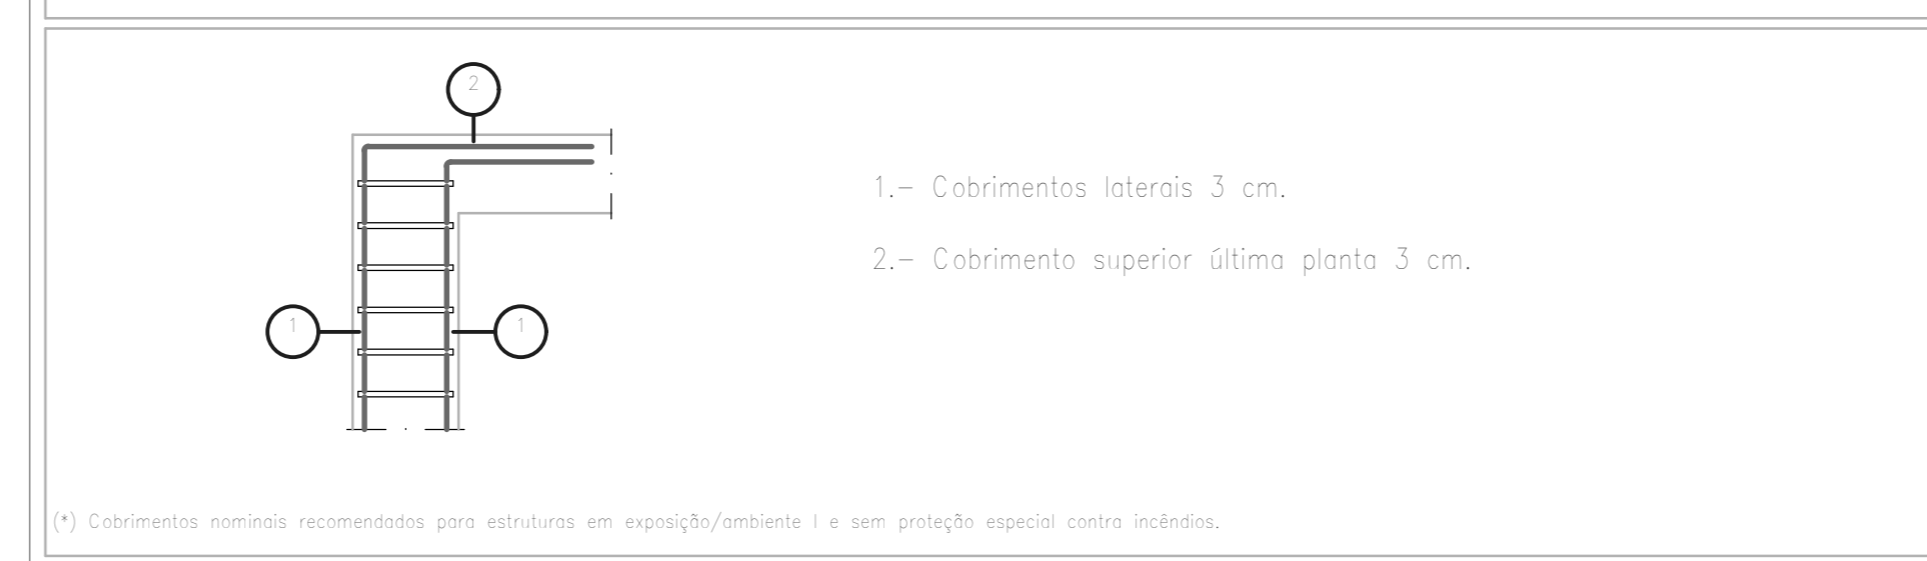 2
1.- Cobrimentos laterais 3 cm.
2.- Cobrimento superior última planta 3 cm.
1 1
(*) Cobrimentos nominais recomendados para estruturas em exposição/ambiente I e sem proteção especial contra incêndios.